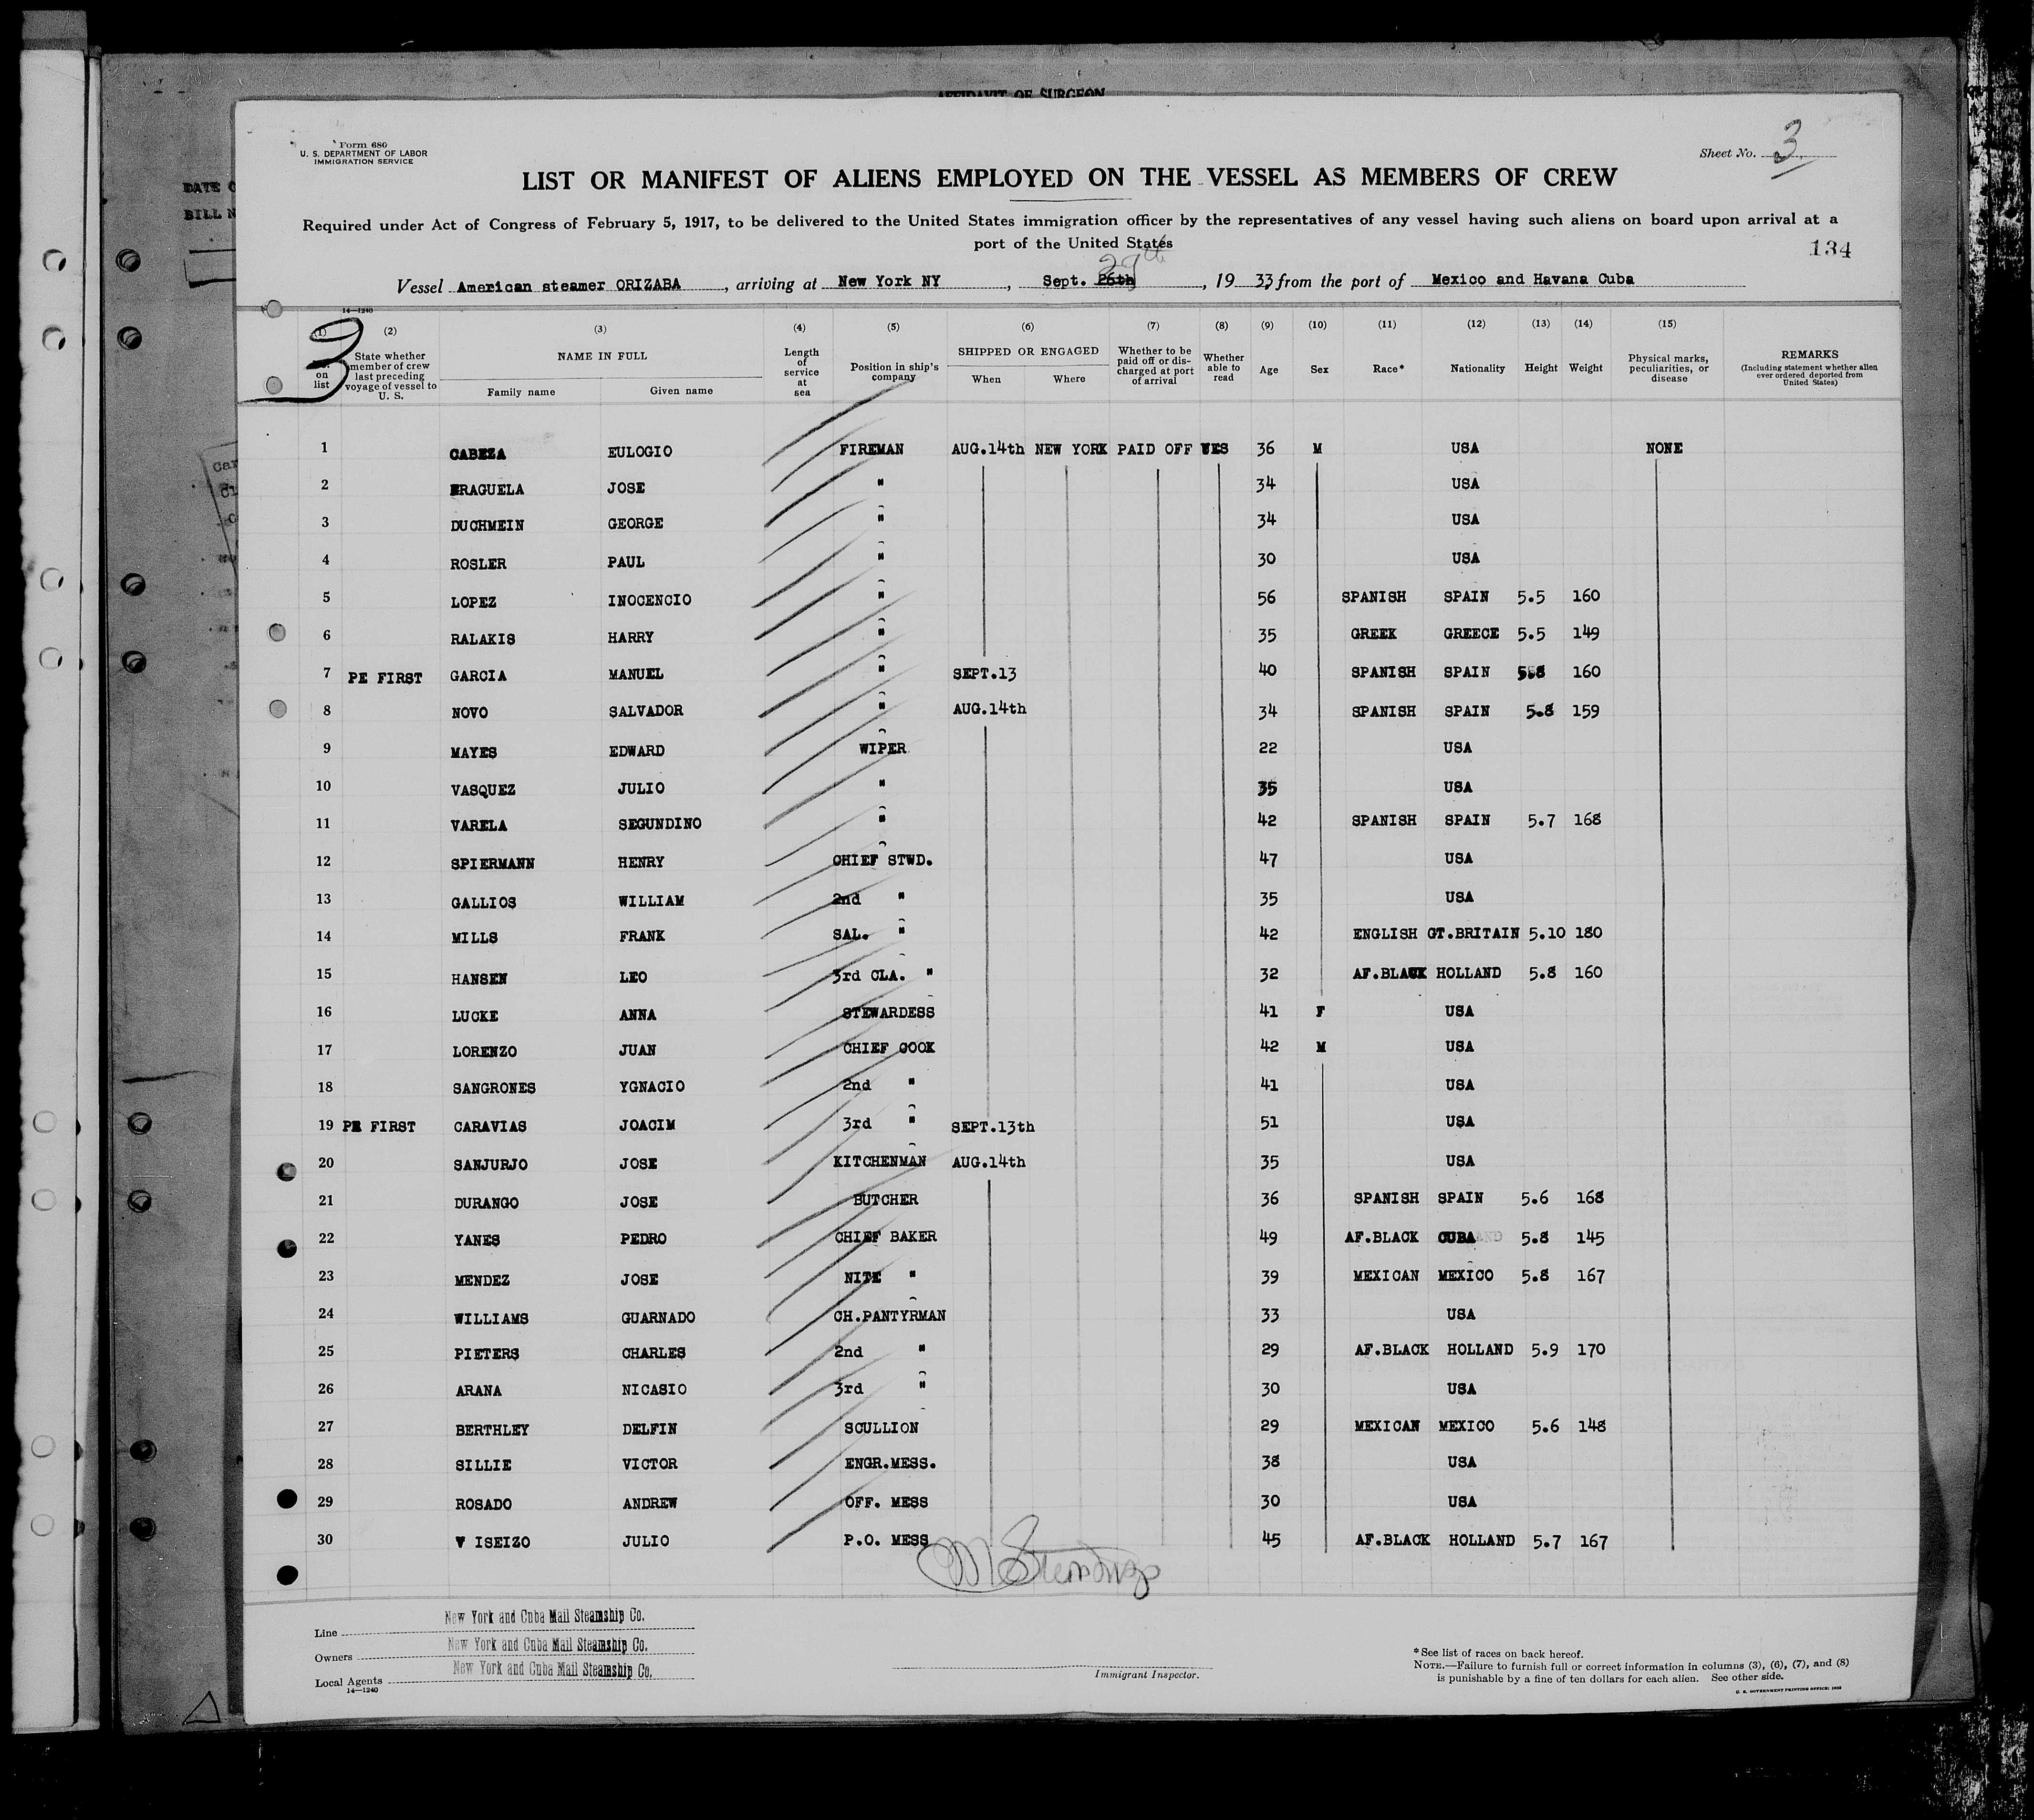 AFFIDAVIT OF SURGEON
Form 680
U. S. DEPARTMENT OF LABOR
IMMIGRATION SERVICE
Sheet No. 3
LIST OR MANIFEST OF ALIENS EMPLOYED ON THE VESSEL AS MEMBERS OF CREW
Required under Act of Congress of February 5, 1917, to be delivered to the United States immigration officer by the representatives of any vessel having such aliens on board upon arrival at a
port of the United States
134
Vessel American steamer ORIZABA, arriving at New York NY, Sept. 26th 27th, 19 33 from the port of Mexico and Havana Cuba
14—1240
3
(1) (2) (3) (4) (5) (6) (7) (8) (9) (10) (11) (12) (13) (14) (15)
on list
State whether member of crew last preceding voyage of vessel to U. S.
NAME IN FULL
Family name Given name
Length of service at sea
Position in ship's company
SHIPPED OR ENGAGED
When Where
Whether to be paid off or discharged at port of arrival
Whether able to read
Age Sex Race* Nationality Height Weight
Physical marks, peculiarities, or disease
REMARKS
(Including statement whether alien ever ordered deported from United States)
1 CABEZA EULOGIO FIREMAN AUG.14th NEW YORK PAID OFF YES 36 M USA NONE
2 FRAGUELA JOSE " 34 USA
3 DUCHMEIN GEORGE " 34 USA
4 ROSLER PAUL " 30 USA
5 LOPEZ INOCENCIO " 56 SPANISH SPAIN 5.5 160
6 RALAKIS HARRY " 35 GREEK GREECE 5.5 149
7 PE FIRST GARCIA MANUEL " SEPT.13 40 SPANISH SPAIN 5.8 160
8 NOVO SALVADOR " AUG.14th 34 SPANISH SPAIN 5.8 159
9 MAYES EDWARD WIPER 22 USA
10 VASQUEZ JULIO " 35 USA
11 VARELA SEGUNDINO " 42 SPANISH SPAIN 5.7 168
12 SPIERMANN HENRY CHIEF STWD. 47 USA
13 GALLIOS WILLIAM 2nd " 35 USA
14 MILLS FRANK SAL. " 42 ENGLISH GT.BRITAIN 5.10 180
15 HANSEN LEO 3rd CLA. " 32 AF.BLACK HOLLAND 5.8 160
16 LUCKE ANNA STEWARDESS 41 F USA
17 LORENZO JUAN CHIEF COOK 42 M USA
18 SANGRONES YGNACIO 2nd " 41 USA
19 PE FIRST CARAVIAS JOACIM 3rd " SEPT.13th 51 USA
20 SANJURJO JOSE KITCHENMAN AUG.14th 35 USA
21 DURANGO JOSE BUTCHER 36 SPANISH SPAIN 5.6 168
22 YANES PEDRO CHIEF BAKER 49 AF.BLACK CUBA 5.8 145
23 MENDEZ JOSE NITE " 39 MEXICAN MEXICO 5.8 167
24 WILLIAMS GUARNADO CH.PANTYRMAN 33 USA
25 PIETERS CHARLES 2nd " 29 AF.BLACK HOLLAND 5.9 170
26 ARANA NICASIO 3rd " 30 USA
27 BERTHLEY DELFIN SCULLION 29 MEXICAN MEXICO 5.6 148
28 SILLIE VICTOR ENGR.MESS. 38 USA
29 ROSADO ANDREW OFF. MESS 30 USA
30 V ISEIZO JULIO P.O. MESS 45 AF.BLACK HOLLAND 5.7 167
Line New York and Cuba Mail Steamship Co.
Owners New York and Cuba Mail Steamship Co.
Local Agents New York and Cuba Mail Steamship Co.
14—1240
Immigrant Inspector.
*See list of races on back hereof.
NOTE.—Failure to furnish full or correct information in columns (3), (6), (7), and (8)
is punishable by a fine of ten dollars for each alien. See other side.